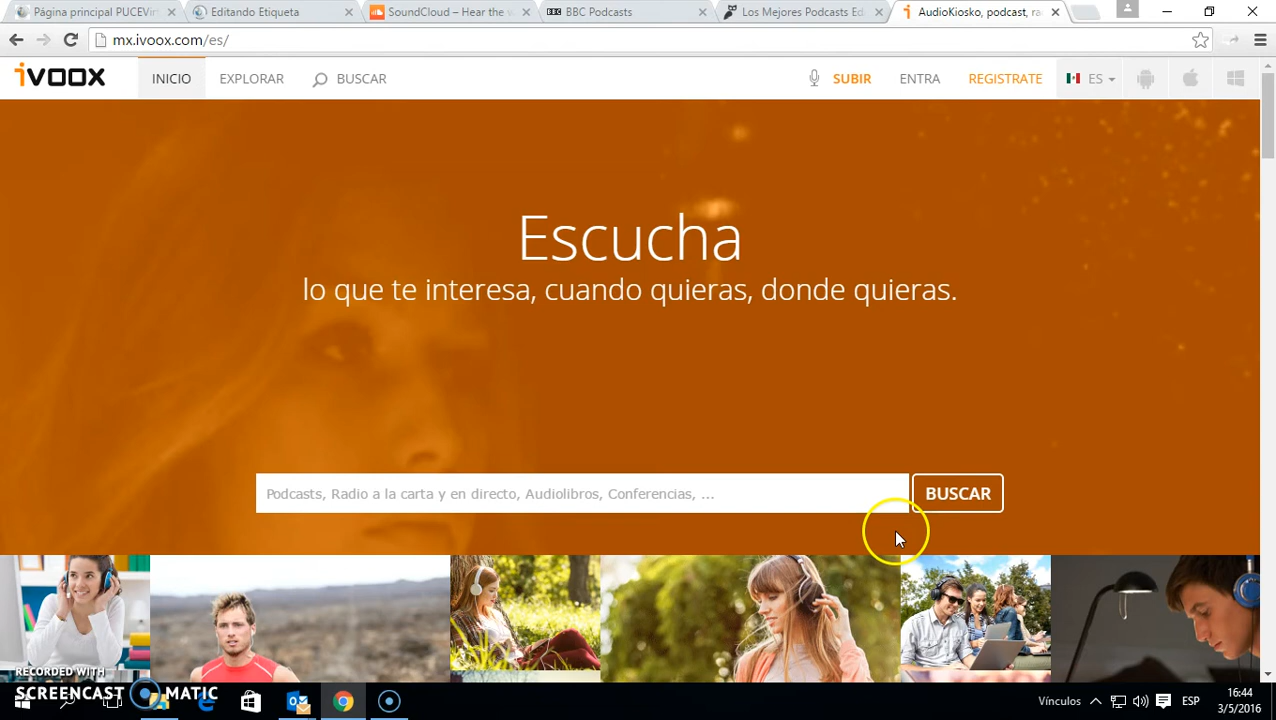 Página principal PUCEVir
Editando Etiqueta
SoundCloud – Hear the w
BBC Podcasts
Los Mejores Podcasts Edi
AudioKiosko, podcast, ra
mx.ivoox.com/es/
ivoox INICIO EXPLORAR BUSCAR SUBIR ENTRA REGISTRATE ES
Escucha
lo que te interesa, cuando quieras, donde quieras.
Podcasts, Radio a la carta y en directo, Audiolibros, Conferencias, ... BUSCAR
RECORDED WITH
SCREENCAST MATIC
Vínculos ESP 16:44
3/5/2016